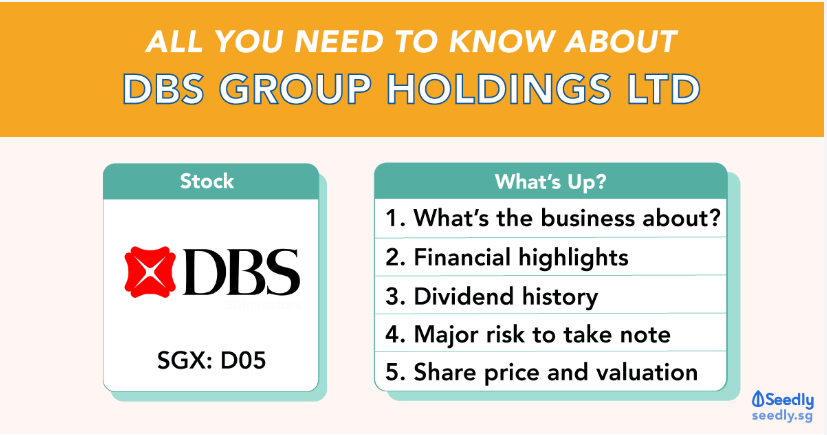 ALL YOU NEED TO KNOW ABOUT
DBS GROUP HOLDINGS LTD
Stock
DBS
SGX: D05
What's Up?
1. What's the business about?
2. Financial highlights
3. Dividend history
4. Major risk to take note
5. Share price and valuation
Seedly
seedly.sg